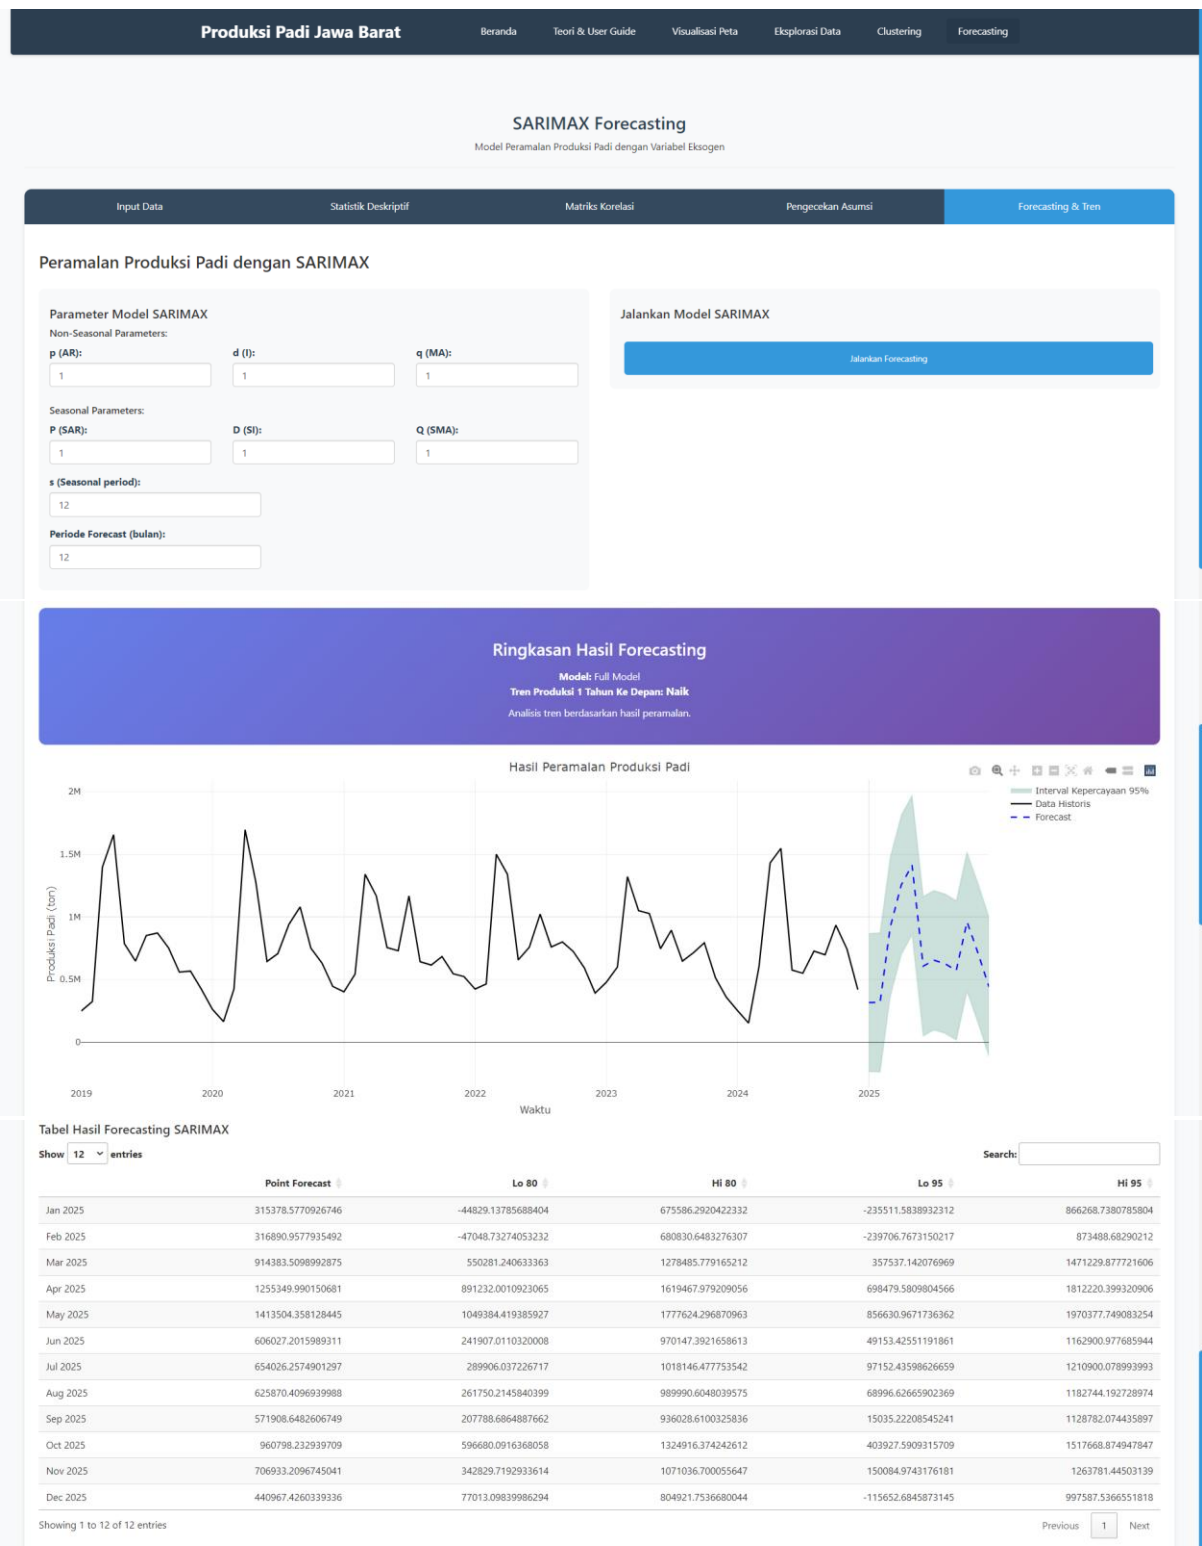 Produksi Padi Jawa Barat Beranda Teori & User Guide Visualisasi Peta Eksplorasi Data Clustering Forecasting
SARIMAX Forecasting
Model Peramalan Produksi Padi dengan Variabel Eksogen
Input Data Statistik Deskriptif Matriks Korelasi Pengecekan Asumsi Forecasting & Tren
Peramalan Produksi Padi dengan SARIMAX
Parameter Model SARIMAX
Non-Seasonal Parameters:
p (AR): d (I): q (MA):
1 1 1
Seasonal Parameters:
P (SAR): D (SI): Q (SMA):
1 1 1
s (Seasonal period):
12
Periode Forecast (bulan):
12
Jalankan Model SARIMAX
Jalankan Forecasting
Ringkasan Hasil Forecasting
Model: Full Model
Tren Produksi 1 Tahun Ke Depan: Naik
Analisis tren berdasarkan hasil peramalan.
Hasil Peramalan Produksi Padi
Interval Kepercayaan 95%
Data Historis
Forecast
Produksi Padi (ton)
2M
1.5M
1M
0.5M
0
2019 2020 2021 2022 2023 2024 2025
Waktu
Tabel Hasil Forecasting SARIMAX
Show 12 entries Search:
Point Forecast Lo 80 Hi 80 Lo 95 Hi 95
Jan 2025 315378.5770926746 -44829.13785688404 675586.2920422332 -235511.5838932312 866268.7380785804
Feb 2025 316890.9577935492 -47048.73274053232 680830.6483276307 -239706.7673150217 873488.68290212
Mar 2025 914383.5098992875 550281.240633363 1278485.779165212 357537.142076969 1471229.877721606
Apr 2025 1255349.990150681 891232.0010923065 1619467.979209056 698479.5809804566 1812220.399320906
May 2025 1413504.358128445 1049384.419385927 1777624.296870963 856630.9671736362 1970377.749083254
Jun 2025 606027.2015989311 241907.0110320008 970147.3921658613 49153.42551191861 1162900.977685944
Jul 2025 654026.2574901297 289906.037226717 1018146.477753542 97152.43598626659 1210900.078993993
Aug 2025 625870.4096939988 261750.2145840399 989990.6048039575 68996.62665902369 1182744.192728974
Sep 2025 571908.6482606749 207788.6864887662 936028.6100325836 15035.22208545241 1128782.074435897
Oct 2025 960798.232939709 596680.0916368058 1324916.374242612 403927.5909315709 1517668.874947847
Nov 2025 706933.2096745041 342829.7192933614 1071036.700055647 150084.9743176181 1263781.44503139
Dec 2025 440967.4260339336 77013.09839986294 804921.7536680044 -115652.6845873145 997587.5366551818
Showing 1 to 12 of 12 entries Previous 1 Next